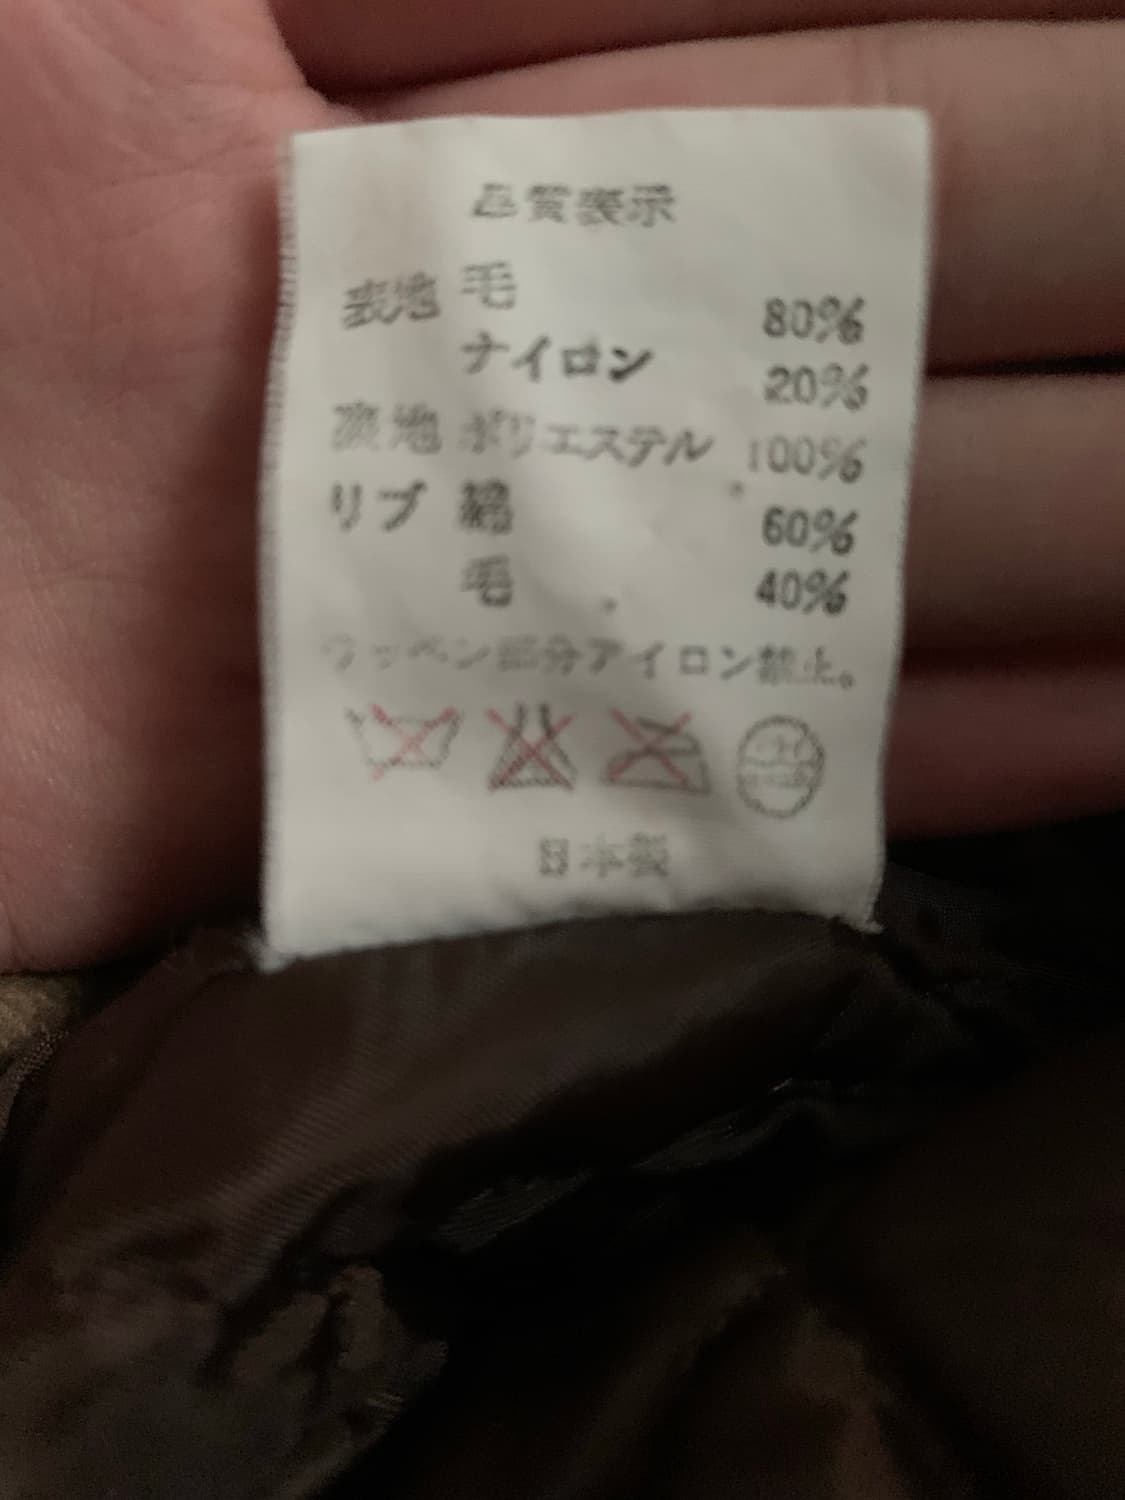 品質表示
表地 毛 80%
ナイロン 20%
裏地 ポリエステル 100%
リブ 綿 60%
毛 40%
ワッペン部分アイロン禁止。
日本製